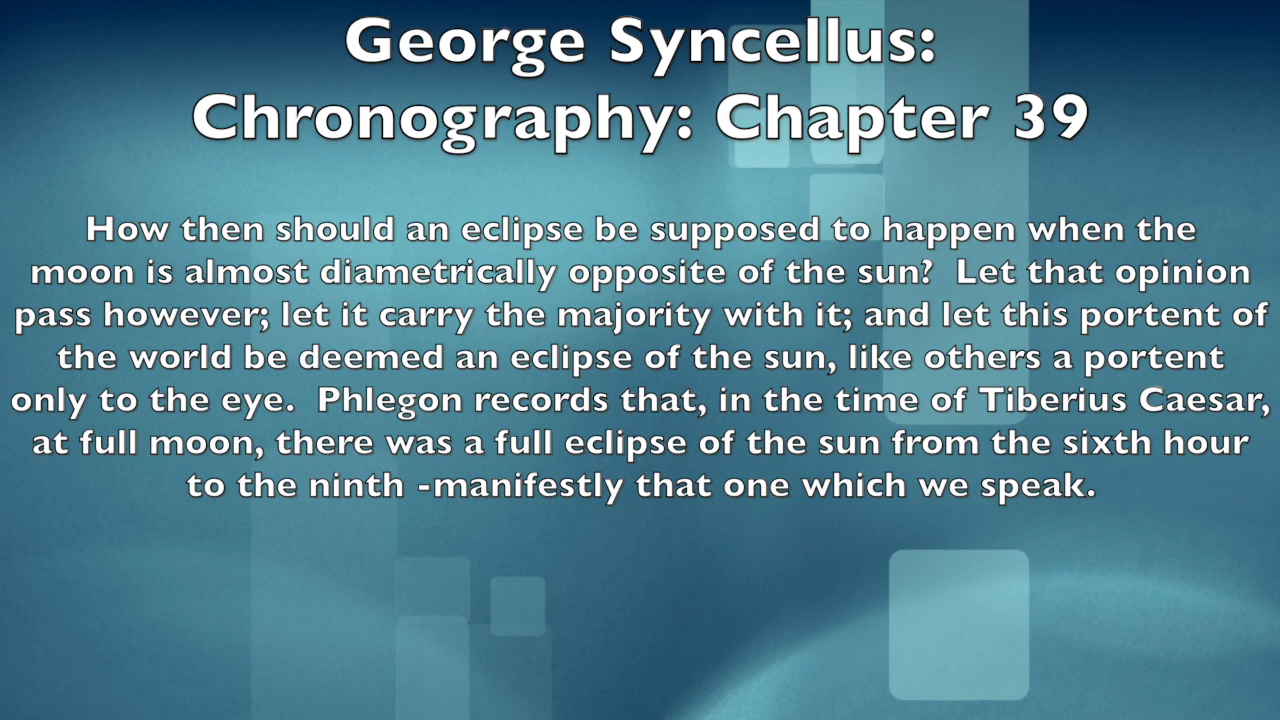 George Syncellus:
Chronography: Chapter 39
How then should an eclipse be supposed to happen when the
moon is almost diametrically opposite of the sun?  Let that opinion
pass however; let it carry the majority with it; and let this portent of
the world be deemed an eclipse of the sun, like others a portent
only to the eye.  Phlegon records that, in the time of Tiberius Caesar,
at full moon, there was a full eclipse of the sun from the sixth hour
to the ninth -manifestly that one which we speak.